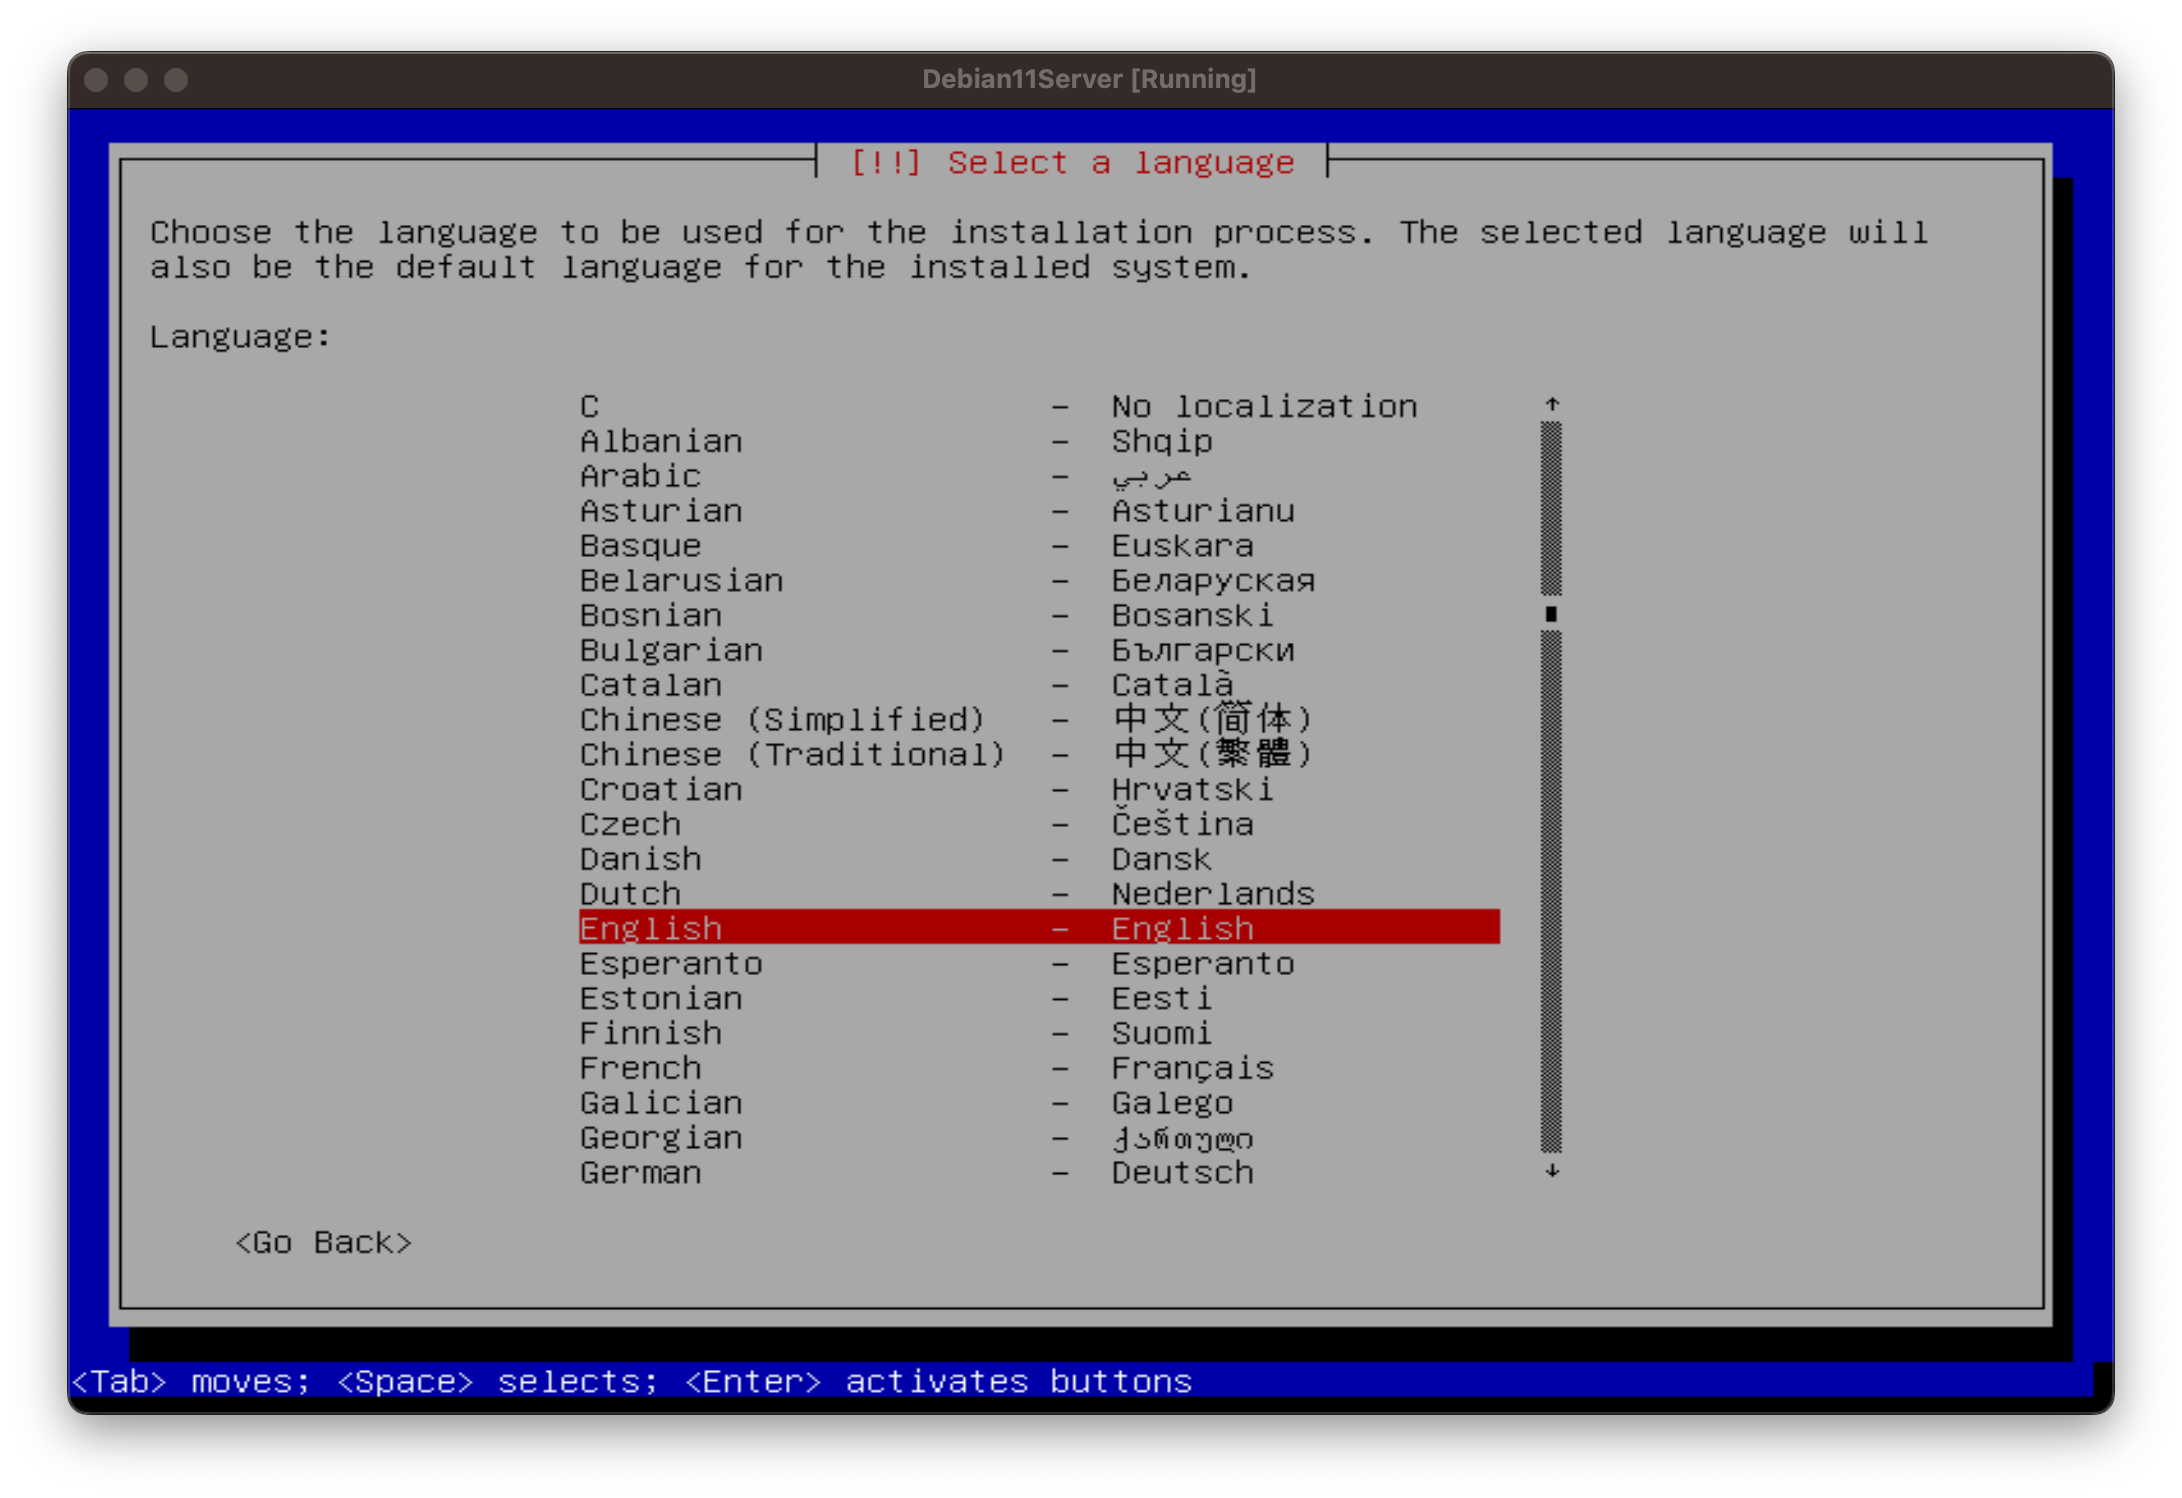 Debian11Server [Running]
[!!] Select a language
Choose the language to be used for the installation process. The selected language will
also be the default language for the installed system.
Language:
C - No localization ↑
Albanian - Shqip
Arabic - عربي
Asturian - Asturianu
Basque - Euskara
Belarusian - Беларуская
Bosnian - Bosanski
Bulgarian - Български
Catalan - Català
Chinese (Simplified) - 中文(简体)
Chinese (Traditional) - 中文(繁體)
Croatian - Hrvatski
Czech - Čeština
Danish - Dansk
Dutch - Nederlands
English - English
Esperanto - Esperanto
Estonian - Eesti
Finnish - Suomi
French - Français
Galician - Galego
Georgian - ქართული
German - Deutsch ↓
<Go Back>
<Tab> moves; <Space> selects; <Enter> activates buttons